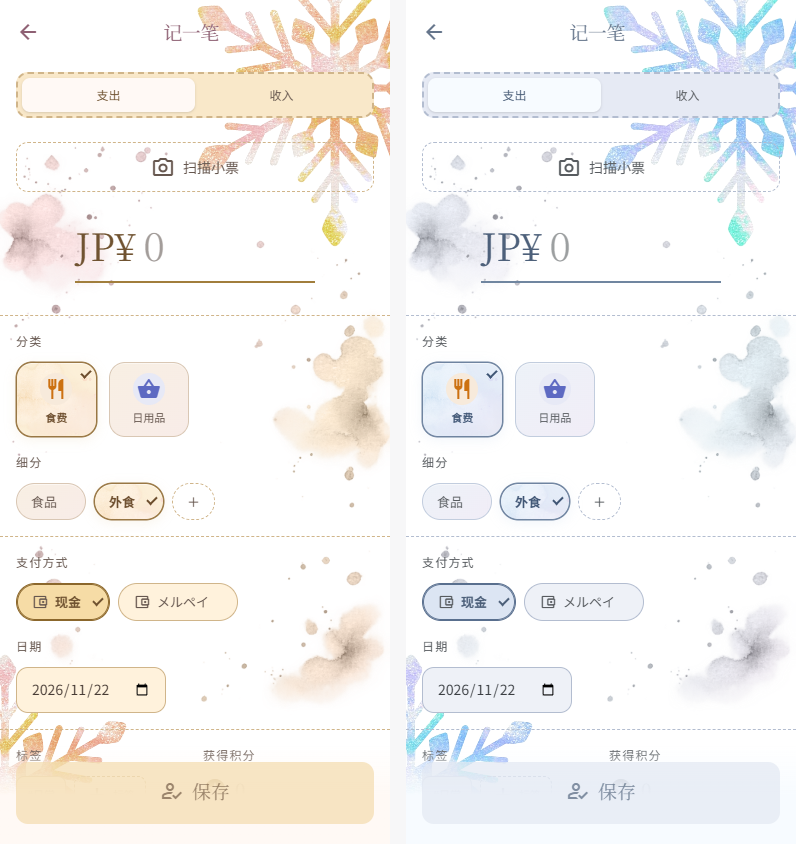 记一笔
支出 收入
扫描小票
JP¥ 0
分类
食费 日用品
细分
食品 外食 +
支付方式
现金 メルペイ
日期
2026/11/22
标签 获得积分
保存
记一笔
支出 收入
扫描小票
JP¥ 0
分类
食费 日用品
细分
食品 外食 +
支付方式
现金 メルペイ
日期
2026/11/22
标签 获得积分
保存